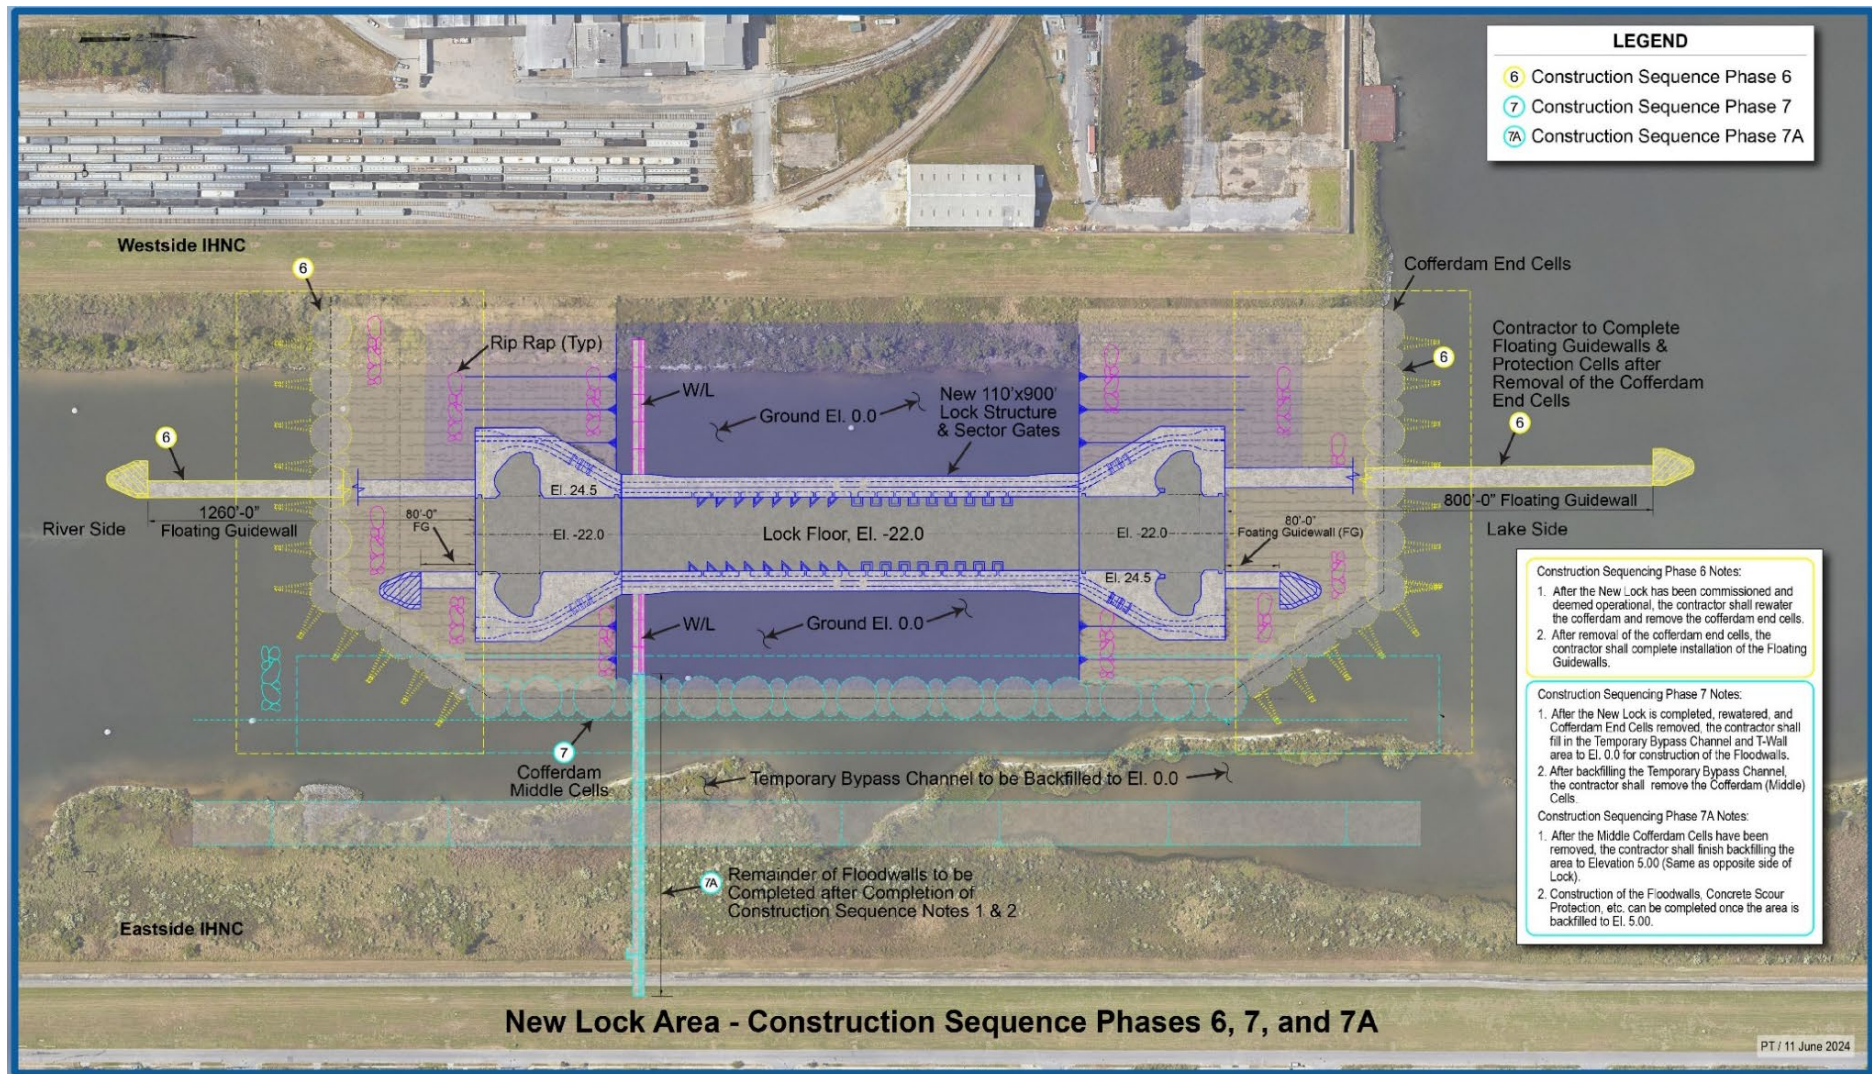 LEGEND
6 Construction Sequence Phase 6
7 Construction Sequence Phase 7
7A Construction Sequence Phase 7A
Westside IHNC
6
Cofferdam End Cells
Rip Rap (Typ)
W/L
Ground El. 0.0
New 110'x900'
Lock Structure
& Sector Gates
Contractor to Complete
Floating Guidewalls &
Protection Cells after
Removal of the Cofferdam
End Cells
6
6
6
El. 24.5
1260'-0"
Floating Guidewall
River Side
80'-0"
FG
El. -22.0
Lock Floor, El. -22.0
El. -22.0
800'-0" Floating Guidewall
80'-0"
Foating Guidewall (FG)
Lake Side
El. 24.5
W/L
Ground El. 0.0
7
Cofferdam
Middle Cells
Temporary Bypass Channel to be Backfilled to El. 0.0
7A
Remainder of Floodwalls to be
Completed after Completion of
Construction Sequence Notes 1 & 2
Eastside IHNC
Construction Sequencing Phase 6 Notes:
1. After the New Lock has been commissioned and
deemed operational, the contractor shall rewater
the cofferdam and remove the cofferdam end cells.
2. After removal of the cofferdam end cells, the
contractor shall complete installation of the Floating
Guidewalls.
Construction Sequencing Phase 7 Notes:
1. After the New Lock is completed, rewatered, and
Cofferdam End Cells removed, the contractor shall
fill in the Temporary Bypass Channel and T-Wall
area to El. 0.0 for construction of the Floodwalls.
2. After backfilling the Temporary Bypass Channel,
the contractor shall remove the Cofferdam (Middle)
Cells.
Construction Sequencing Phase 7A Notes:
1. After the Middle Cofferdam Cells have been
removed, the contractor shall finish backfilling the
area to Elevation 5.00 (Same as opposite side of
Lock).
2. Construction of the Floodwalls, Concrete Scour
Protection, etc. can be completed once the area is
backfilled to El. 5.00.
New Lock Area - Construction Sequence Phases 6, 7, and 7A
PT / 11 June 2024